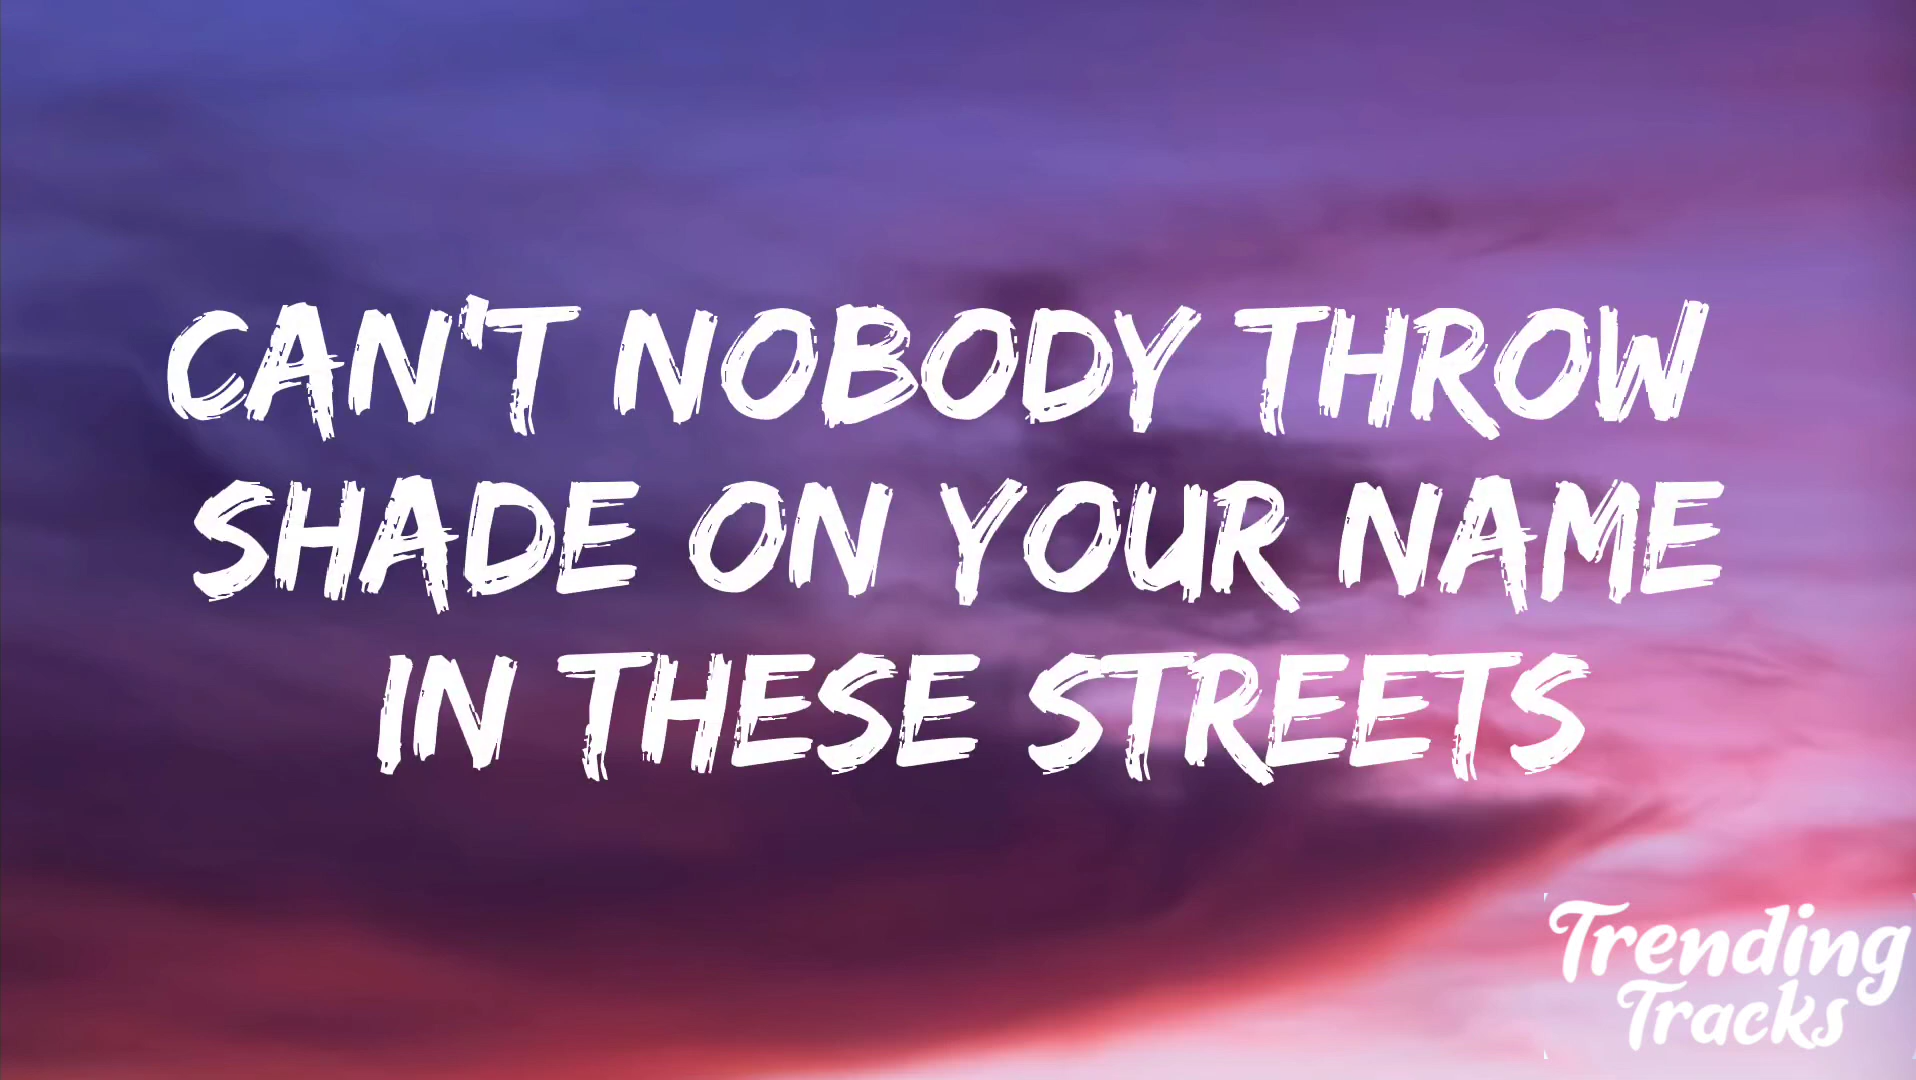 CAN'T NOBODY THROW
SHADE ON YOUR NAME
IN THESE STREETS
Trending
Tracks